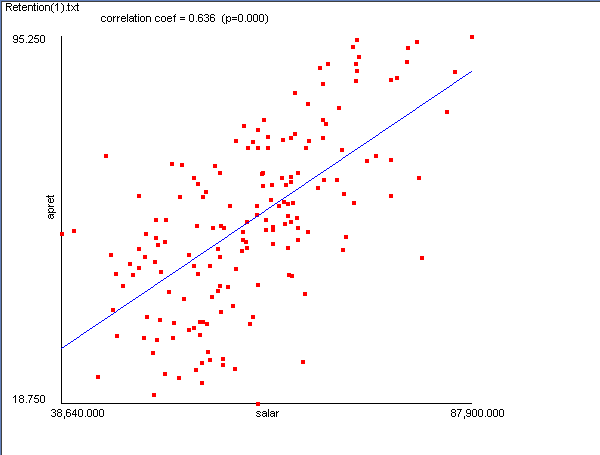 Retention(1).txt
correlation coef = 0.636 (p=0.000)
95.250
apret
18.750
38,640.000 salar 87,900.000